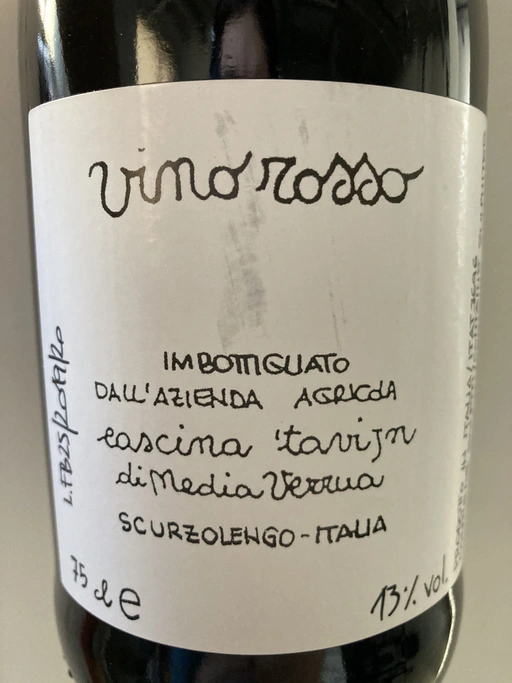 vino rosso
IMBOTTIGLIATO
DALL'AZIENDA AGRICOLA
cascina 'tavijn
di Nadia Verrua
SCURZOLENGO - ITALIA
75 cl e
13% vol.